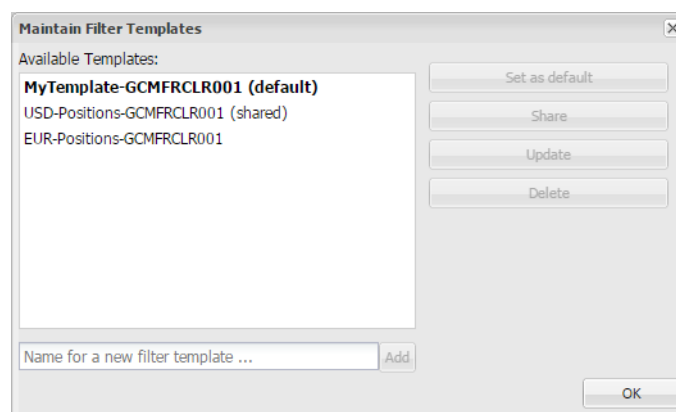 Maintain Filter Templates
Available Templates:
MyTemplate-GCMFRCLR001 (default)
USD-Positions-GCMFRCLR001 (shared)
EUR-Positions-GCMFRCLR001
Set as default
Share
Update
Delete
Name for a new filter template ...
Add
OK